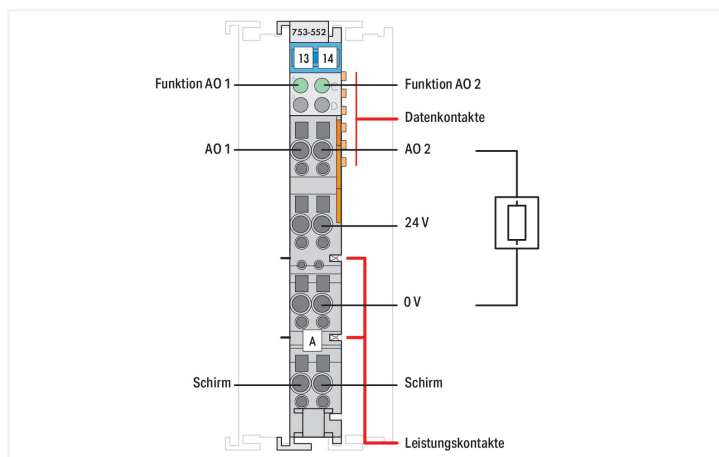 753-552
13 14
Funktion AO 1
Funktion AO 2
C
D
Datenkontakte
AO 1
AO 2
24 V
0 V
A
Schirm
Schirm
Leistungskontakte